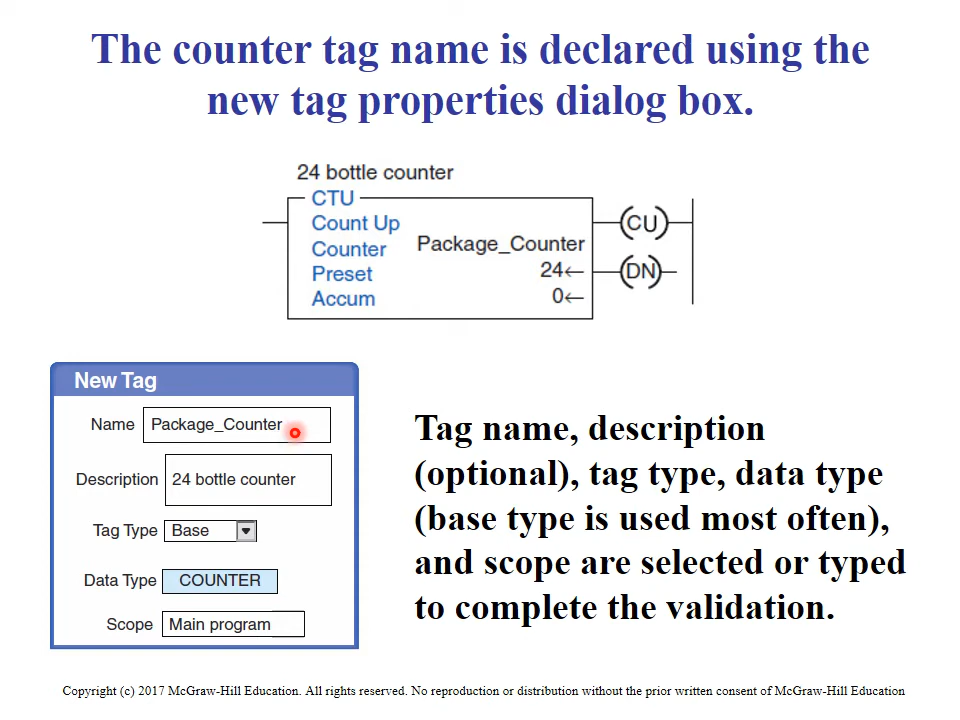 The counter tag name is declared using the
new tag properties dialog box.
24 bottle counter
CTU
Count Up
Counter Package_Counter
Preset 24←
Accum 0←
CU
DN
New Tag
Name Package_Counter
Description 24 bottle counter
Tag Type Base
Data Type COUNTER
Scope Main program
Tag name, description
(optional), tag type, data type
(base type is used most often),
and scope are selected or typed
to complete the validation.
Copyright (c) 2017 McGraw-Hill Education. All rights reserved. No reproduction or distribution without the prior written consent of McGraw-Hill Education